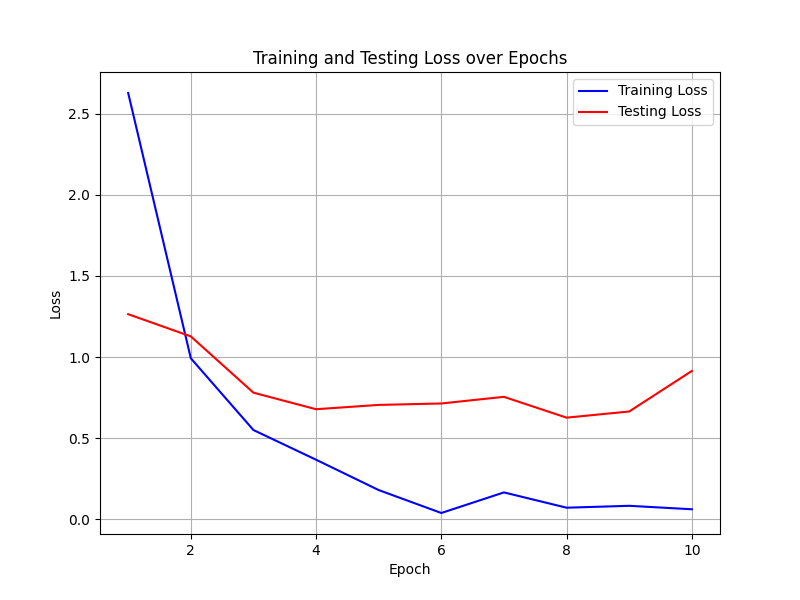 Training and Testing Loss over Epochs
Training Loss
Testing Loss
2.5
2.0
1.5
1.0
0.5
0.0
Loss
2 4 6 8 10
Epoch